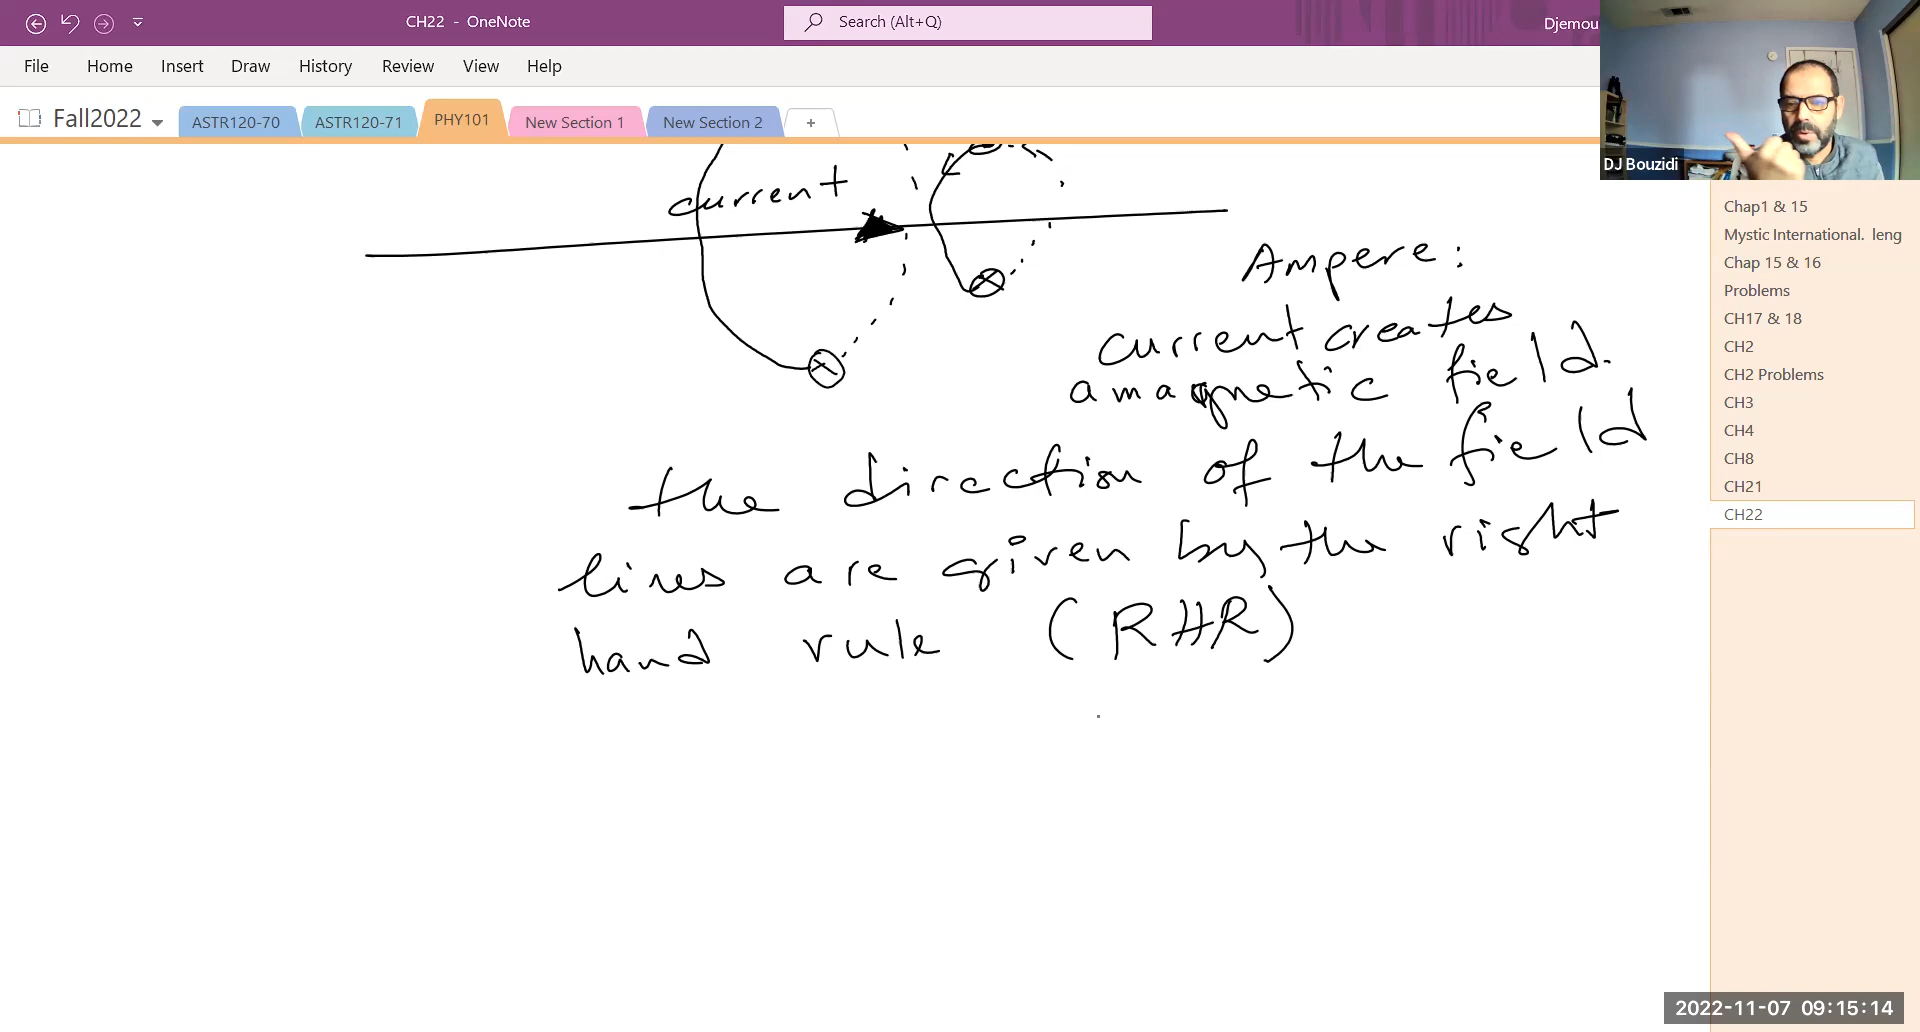 CH22 - OneNote
Search (Alt+Q)
Djemou
File Home Insert Draw History Review View Help
Fall2022
ASTR120-70 ASTR120-71 PHY101 New Section 1 New Section 2 +
DJ Bouzidi
current
Ampere:
current creates
a magnetic field.
the direction of the field
lines are given by the right
hand rule (RHR)
Chap1 & 15
Mystic International. leng
Chap 15 & 16
Problems
CH17 & 18
CH2
CH2 Problems
CH3
CH4
CH8
CH21
CH22
2022-11-07 09:15:14